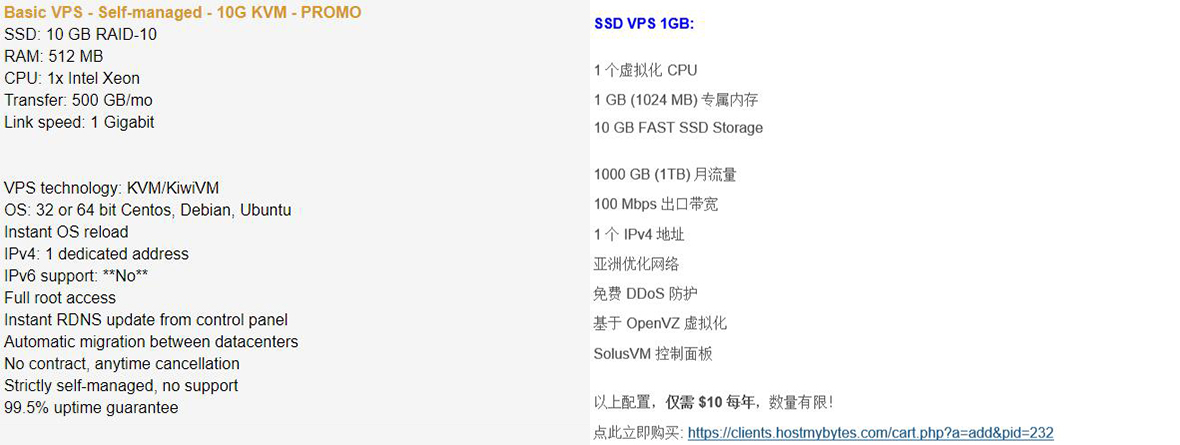 Basic VPS - Self-managed - 10G KVM - PROMO
SSD: 10 GB RAID-10
RAM: 512 MB
CPU: 1x Intel Xeon
Transfer: 500 GB/mo
Link speed: 1 Gigabit
VPS technology: KVM/KiwiVM
OS: 32 or 64 bit Centos, Debian, Ubuntu
Instant OS reload
IPv4: 1 dedicated address
IPv6 support: **No**
Full root access
Instant RDNS update from control panel
Automatic migration between datacenters
No contract, anytime cancellation
Strictly self-managed, no support
99.5% uptime guarantee
SSD VPS 1GB:
1 个虚拟化 CPU
1 GB (1024 MB) 专属内存
10 GB FAST SSD Storage
1000 GB (1TB) 月流量
100 Mbps 出口带宽
1 个 IPv4 地址
亚洲优化网络
免费 DDoS 防护
基于 OpenVZ 虚拟化
SolusVM 控制面板
以上配置，仅需 $10 每年，数量有限！
点此立即购买: https://clients.hostmybytes.com/cart.php?a=add&pid=232